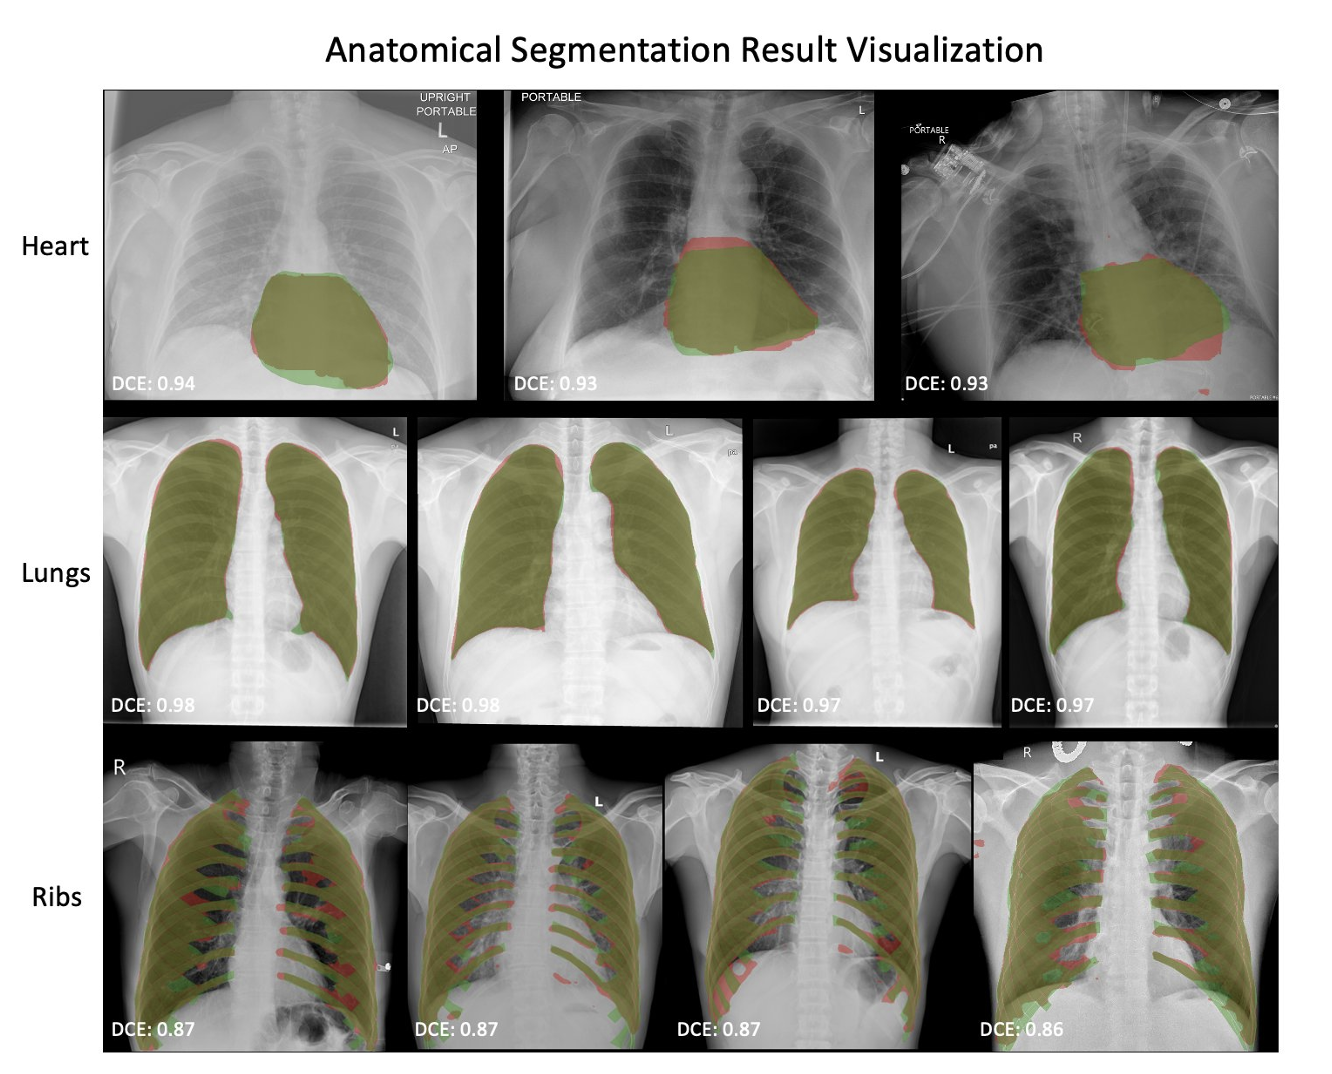 Anatomical Segmentation Result Visualization
Heart
UPRIGHT
PORTABLE
L
AP
DCE: 0.94
PORTABLE
L
DCE: 0.93
PORTABLE
R
DCE: 0.93
Lungs
L
DCE: 0.98
L
pa
DCE: 0.98
L
pa
DCE: 0.97
R
DCE: 0.97
Ribs
R
DCE: 0.87
L
DCE: 0.87
L
DCE: 0.87
R
DCE: 0.86